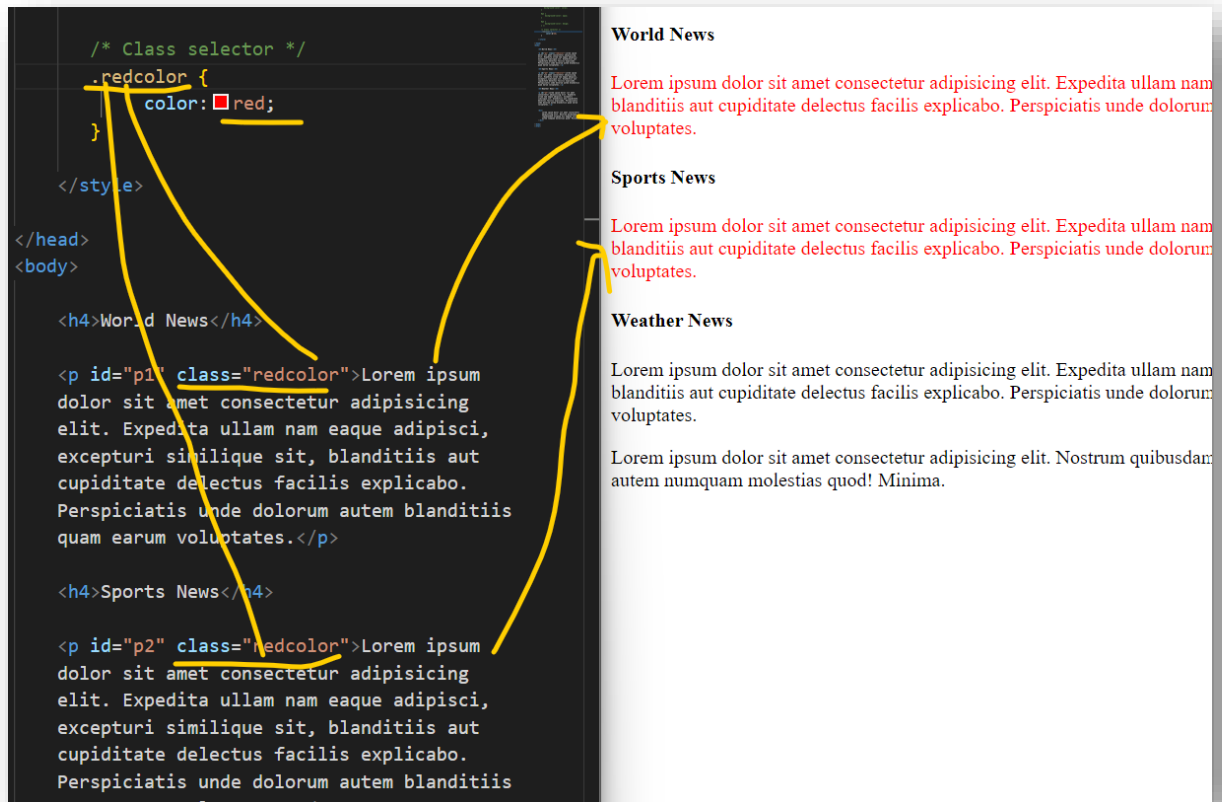 /* Class selector */
.redcolor {
color: red;
}
</style>
</head>
<body>
<h4>World News</h4>
<p id="p1" class="redcolor">Lorem ipsum
dolor sit amet consectetur adipisicing
elit. Expedita ullam nam eaque adipisci,
excepturi similique sit, blanditiis aut
cupiditate delectus facilis explicabo.
Perspiciatis unde dolorum autem blanditiis
quam earum voluptates.</p>
<h4>Sports News</h4>
<p id="p2" class="redcolor">Lorem ipsum
dolor sit amet consectetur adipisicing
elit. Expedita ullam nam eaque adipisci,
excepturi similique sit, blanditiis aut
cupiditate delectus facilis explicabo.
Perspiciatis unde dolorum autem blanditiis
World News
Lorem ipsum dolor sit amet consectetur adipisicing elit. Expedita ullam nam
blanditiis aut cupiditate delectus facilis explicabo. Perspiciatis unde dolorum
voluptates.
Sports News
Lorem ipsum dolor sit amet consectetur adipisicing elit. Expedita ullam nam
blanditiis aut cupiditate delectus facilis explicabo. Perspiciatis unde dolorum
voluptates.
Weather News
Lorem ipsum dolor sit amet consectetur adipisicing elit. Expedita ullam nam
blanditiis aut cupiditate delectus facilis explicabo. Perspiciatis unde dolorum
voluptates.
Lorem ipsum dolor sit amet consectetur adipisicing elit. Nostrum quibusdam
autem numquam molestias quod! Minima.